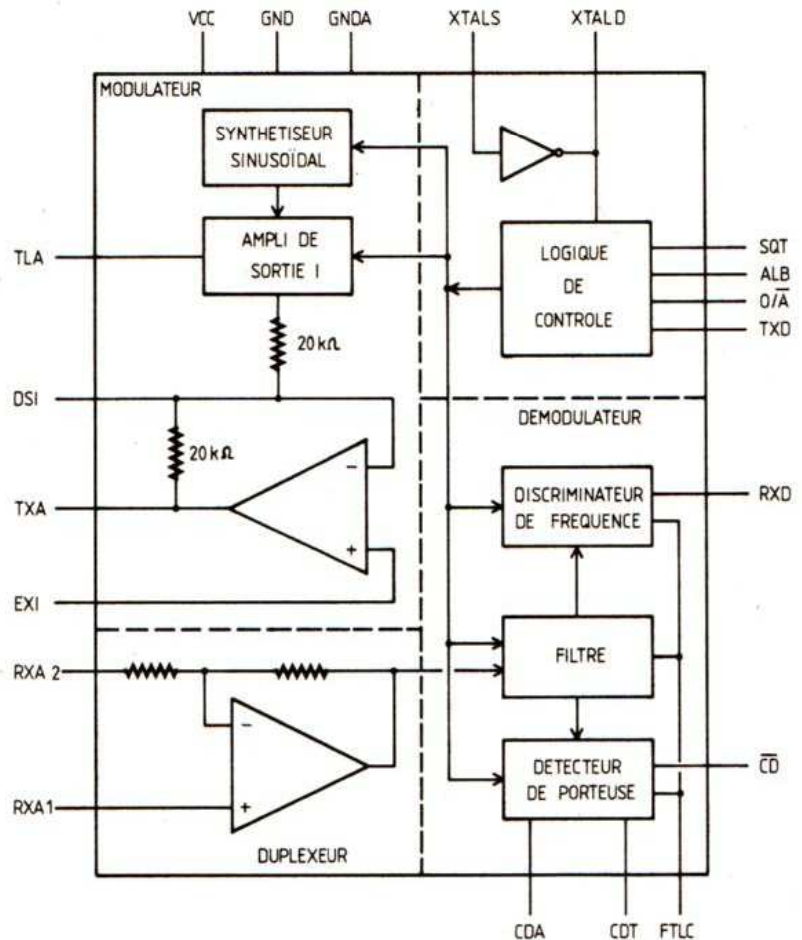 VCC GND GNDA XTALS XTALD
MODULATEUR
SYNTHETISEUR
SINUSOÏDAL
TLA
AMPLI DE
SORTIE I
LOGIQUE
DE
CONTROLE
SQT
ALB
O/A̅
TXD
20kΩ
DSI
20kΩ
TXA
-
+
EXI
DEMODULATEUR
DISCRIMINATEUR
DE FREQUENCE
RXD
RXA 2
FILTRE
-
+
RXA1
DUPLEXEUR
DETECTEUR
DE PORTEUSE
C̅D̅
CDA CDT FTLC